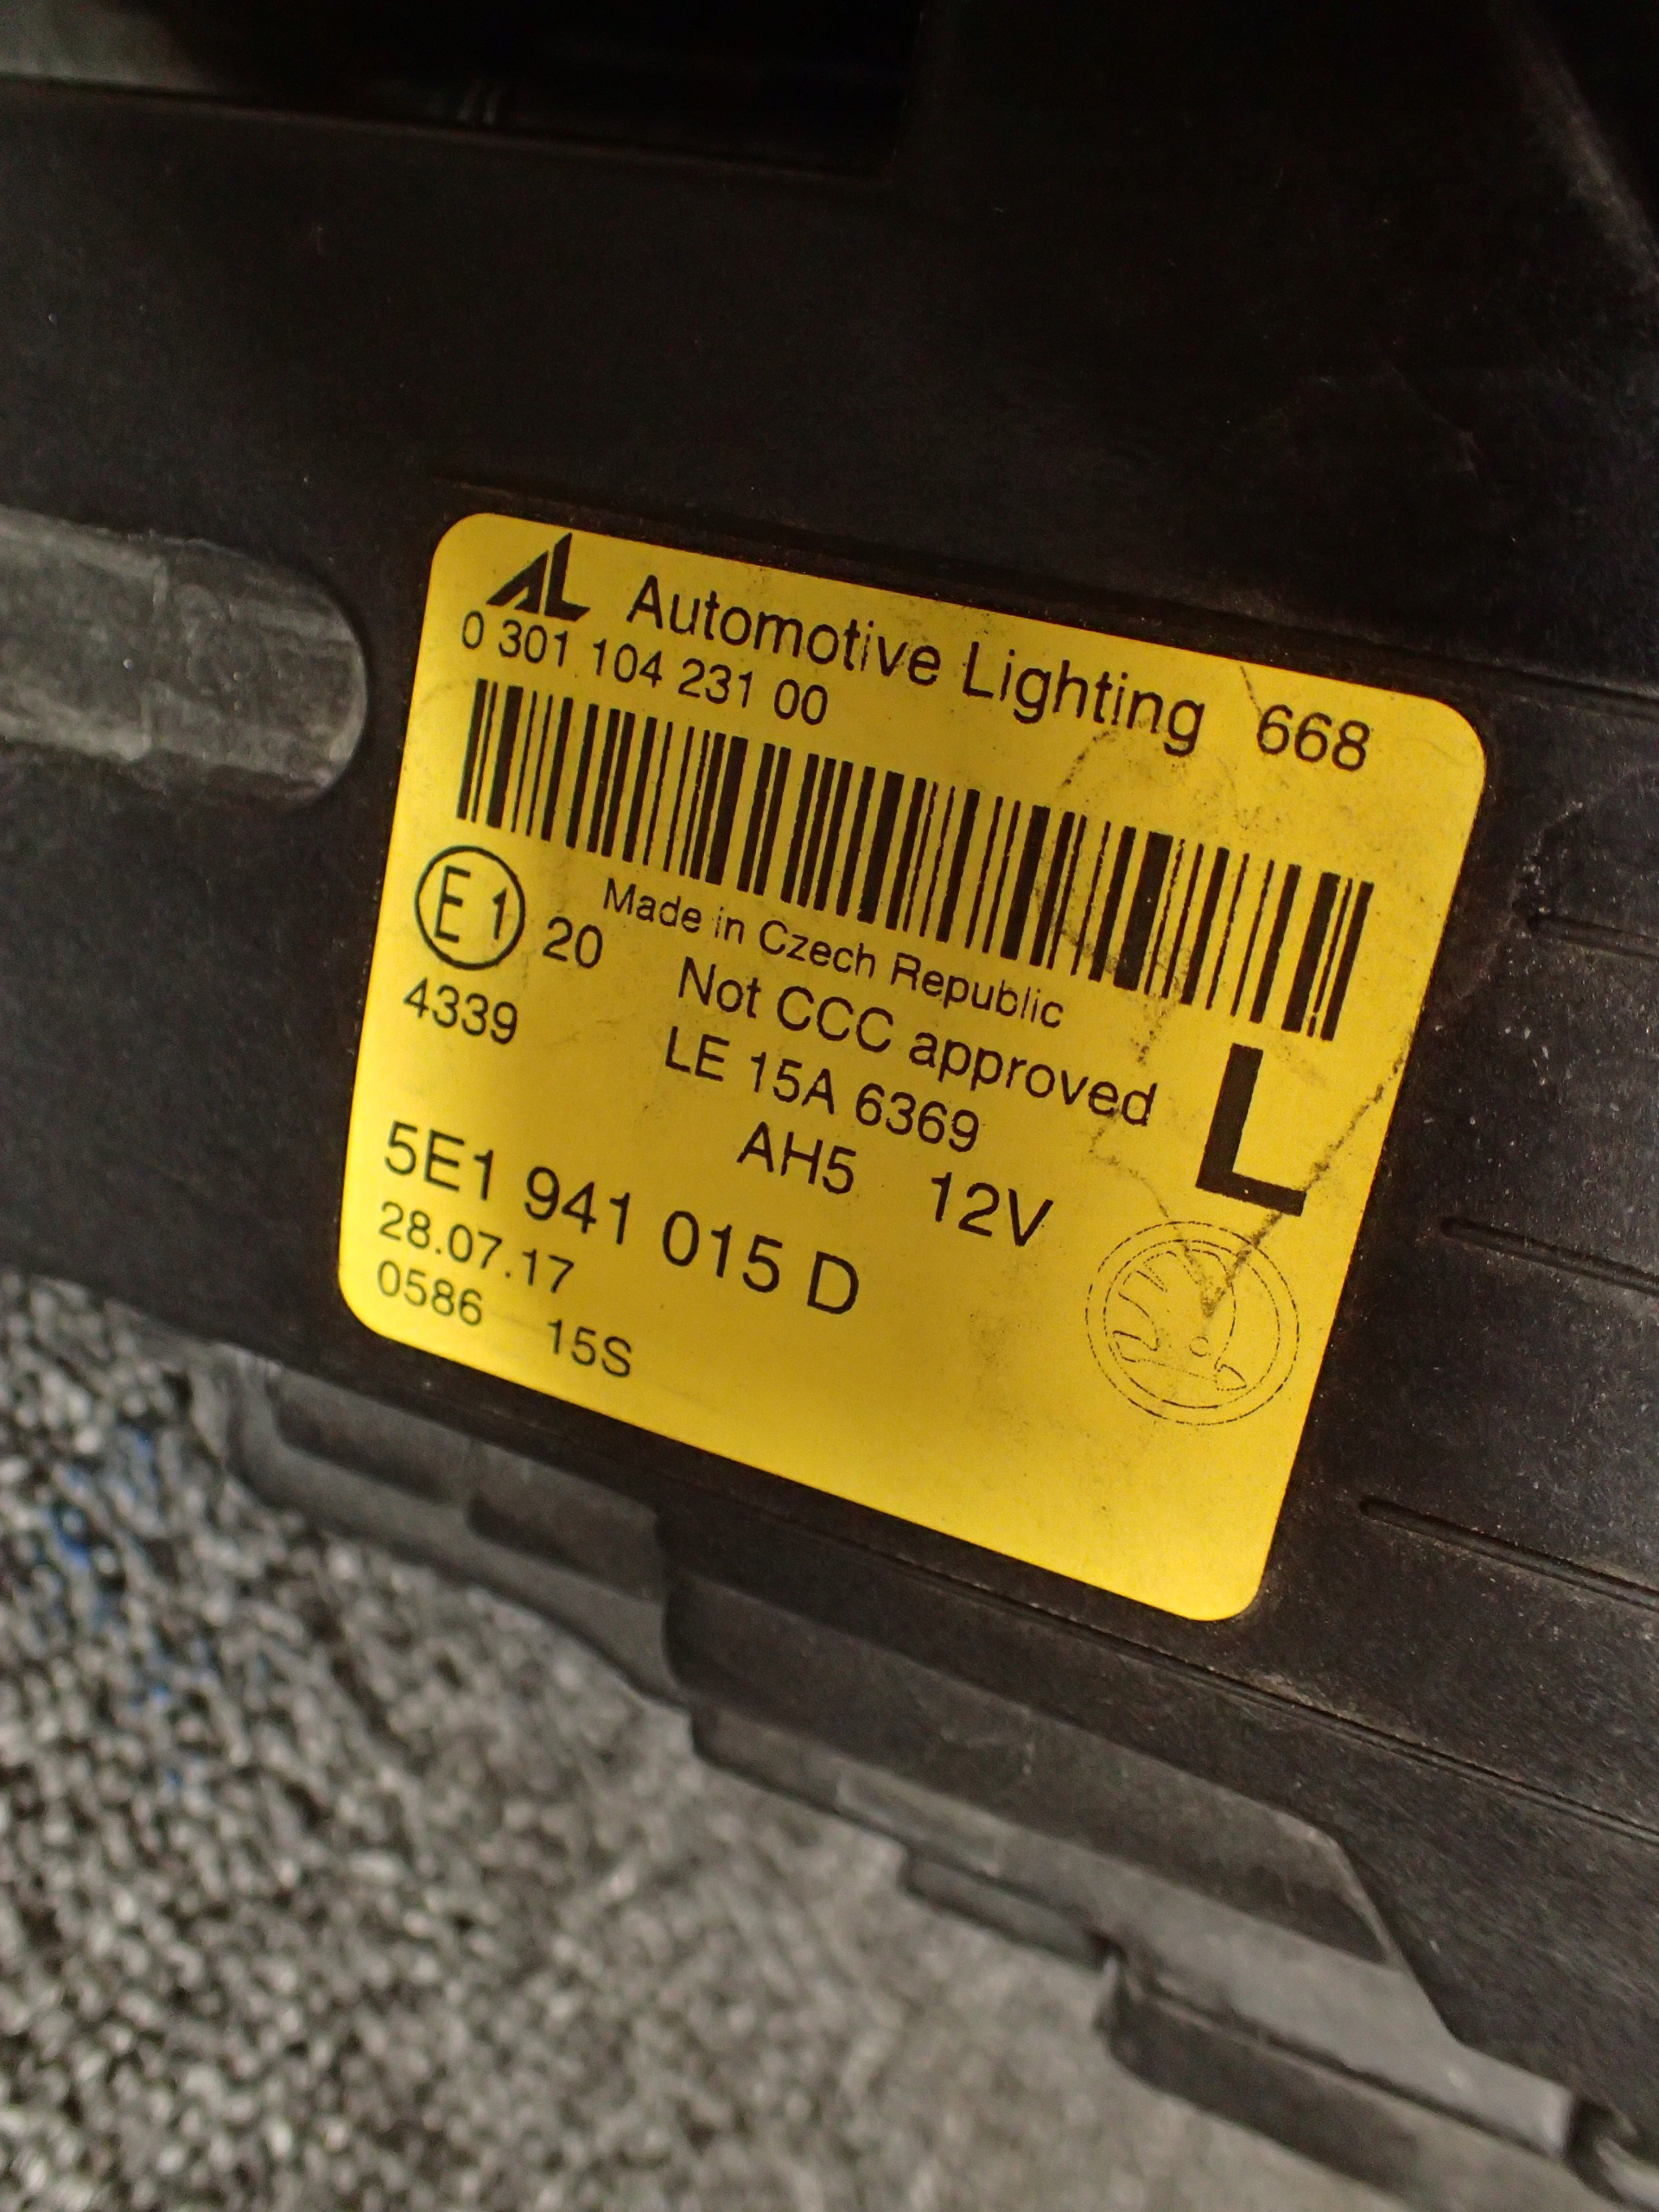 AL Automotive Lighting 668
0 301 104 231 00
Made in Czech Republic
E1 20
Not CCC approved
4339
LE 15A 6369
L
AH5 12V
5E1 941 015 D
28.07.17
0586 15S